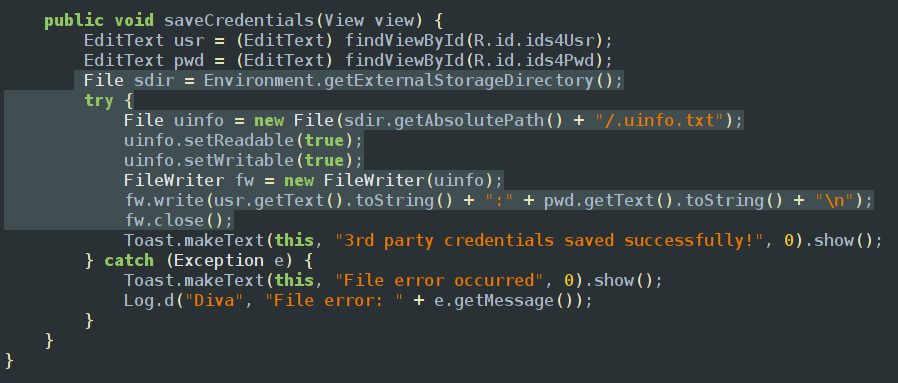 public void saveCredentials(View view) {
EditText usr = (EditText) findViewById(R.id.ids4Usr);
EditText pwd = (EditText) findViewById(R.id.ids4Pwd);
File sdir = Environment.getExternalStorageDirectory();
try {
File uinfo = new File(sdir.getAbsolutePath() + "/.uinfo.txt");
uinfo.setReadable(true);
uinfo.setWritable(true);
FileWriter fw = new FileWriter(uinfo);
fw.write(usr.getText().toString() + ":" + pwd.getText().toString() + "\n");
fw.close();
Toast.makeText(this, "3rd party credentials saved successfully!", 0).show();
} catch (Exception e) {
Toast.makeText(this, "File error occurred", 0).show();
Log.d("Diva", "File error: " + e.getMessage());
}
}
}